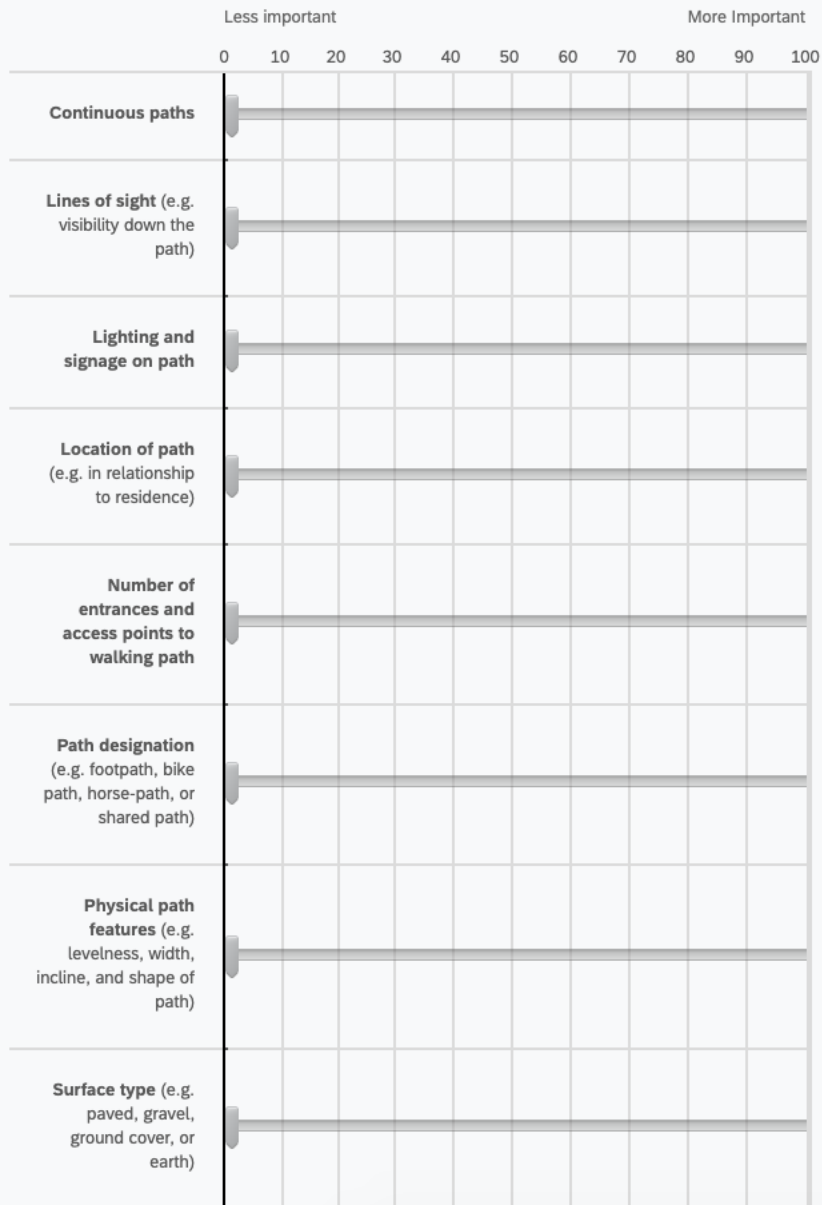 Less important More Important
0 10 20 30 40 50 60 70 80 90 100
Continuous paths
Lines of sight (e.g.
visibility down the
path)
Lighting and
signage on path
Location of path
(e.g. in relationship
to residence)
Number of
entrances and
access points to
walking path
Path designation
(e.g. footpath, bike
path, horse-path, or
shared path)
Physical path
features (e.g.
levelness, width,
incline, and shape of
path)
Surface type (e.g.
paved, gravel,
ground cover, or
earth)